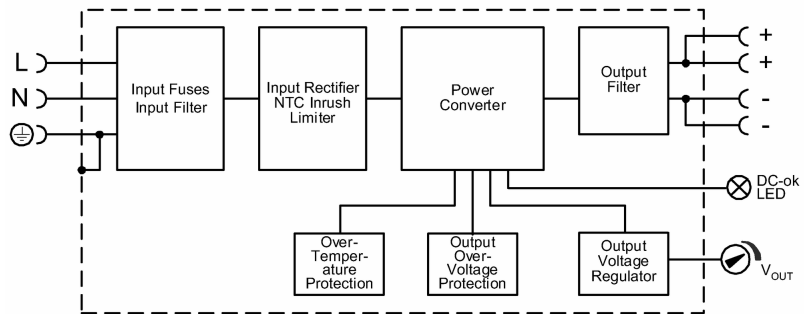 L
N
Input Fuses
Input Filter
Input Rectifier
NTC Inrush
Limiter
Power
Converter
Output
Filter
+
+
-
-
DC-ok
LED
Over-
Temper-
ature
Protection
Output
Over-
Voltage
Protection
Output
Voltage
Regulator
VOUT